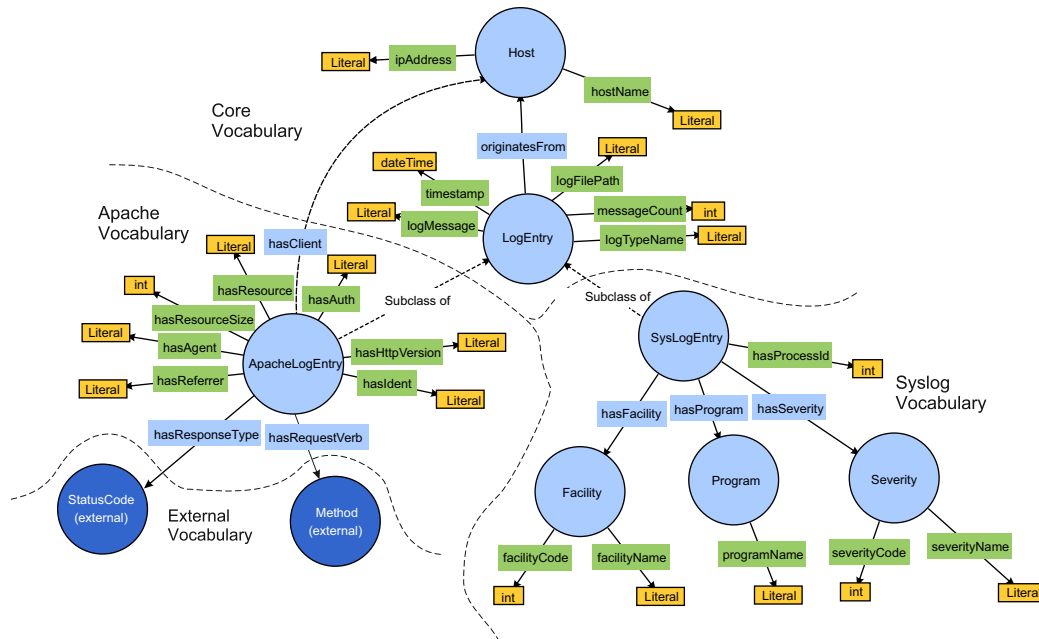 Host
Literal
ipAddress
hostName
Literal
Core
Vocabulary
originatesFrom
Literal
dateTime
logFilePath
timestamp
messageCount
int
Literal
logMessage
LogEntry
logTypeName
Literal
Apache
Vocabulary
Literal
hasClient
Literal
hasResource
hasAuth
int
Subclass of
Subclass of
hasResourceSize
Literal
hasAgent
ApacheLogEntry
hasHttpVersion
Literal
SysLogEntry
hasProcessId
int
Literal
hasReferrer
hasIdent
Literal
Syslog
Vocabulary
hasFacility
hasProgram
hasSeverity
hasResponseType
hasRequestVerb
StatusCode
(external)
External
Vocabulary
Method
(external)
Facility
Program
Severity
facilityCode
facilityName
programName
severityCode
severityName
int
Literal
Literal
int
Literal